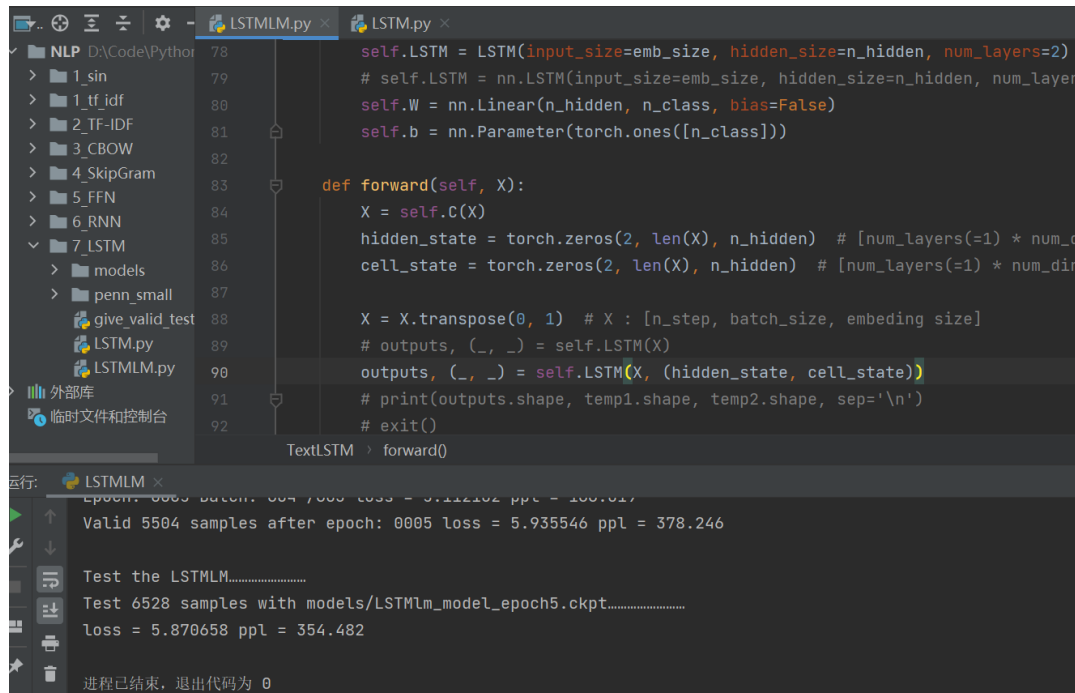 LSTMLM.py
LSTM.py
NLP D:\Code\Python
1_sin
1_tf_idf
2_TF-IDF
3_CBOW
4_SkipGram
5_FFN
6_RNN
7_LSTM
models
penn_small
give_valid_test
LSTM.py
LSTMLM.py
外部库
临时文件和控制台
78 self.LSTM = LSTM(input_size=emb_size, hidden_size=n_hidden, num_layers=2)
79 # self.LSTM = nn.LSTM(input_size=emb_size, hidden_size=n_hidden, num_layer
80 self.W = nn.Linear(n_hidden, n_class, bias=False)
81 self.b = nn.Parameter(torch.ones([n_class]))
82
83 def forward(self, X):
84 X = self.C(X)
85 hidden_state = torch.zeros(2, len(X), n_hidden) # [num_layers(=1) * num_d
86 cell_state = torch.zeros(2, len(X), n_hidden) # [num_layers(=1) * num_dir
87
88 X = X.transpose(0, 1) # X : [n_step, batch_size, embeding size]
89 # outputs, (_, _) = self.LSTM(X)
90 outputs, (_, _) = self.LSTM(X, (hidden_state, cell_state))
91 # print(outputs.shape, temp1.shape, temp2.shape, sep='\n')
92 # exit()
TextLSTM › forward()
运行: LSTMLM
Valid 5504 samples after epoch: 0005 loss = 5.935546 ppl = 378.246
Test the LSTMLM……………………
Test 6528 samples with models/LSTMlm_model_epoch5.ckpt……………………
loss = 5.870658 ppl = 354.482
进程已结束，退出代码为 0